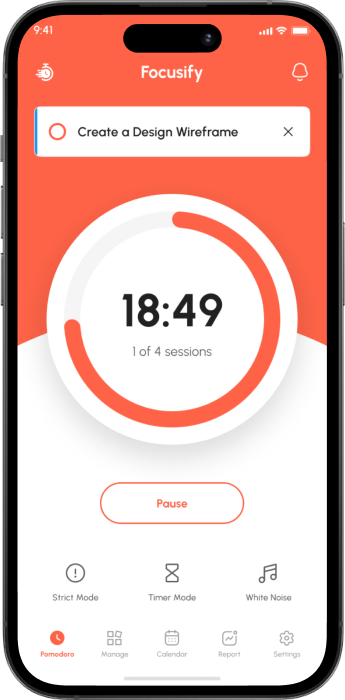 9:41
Focusify
Create a Design Wireframe
18:49
1 of 4 sessions
Pause
Strict Mode
Timer Mode
White Noise
Pomodoro
Manage
Calendar
Report
Settings